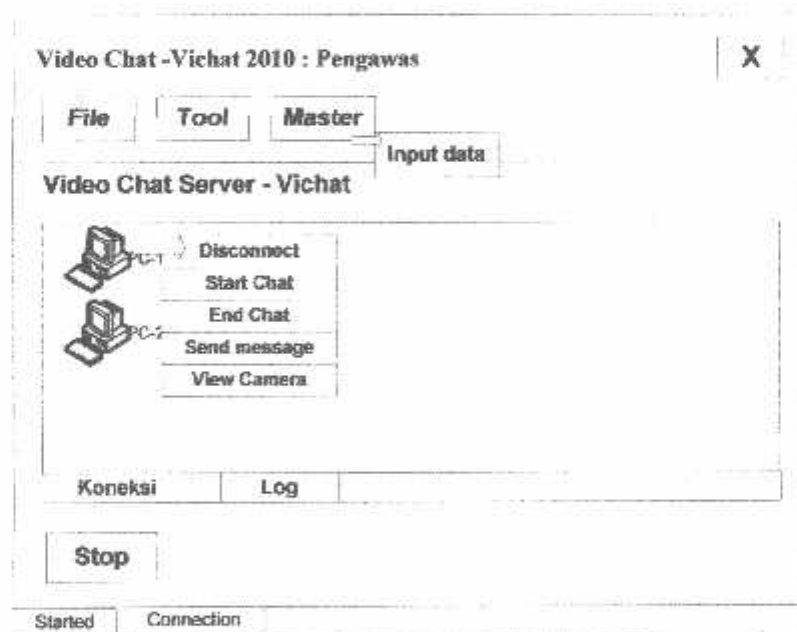 Video Chat -Vichat 2010 : Pengawas X
File Tool Master
Input data
Video Chat Server - Vichat
PC-1 Disconnect
Start Chat
End Chat
PC-2 Send message
View Camera
Koneksi Log
Stop
Started Connection